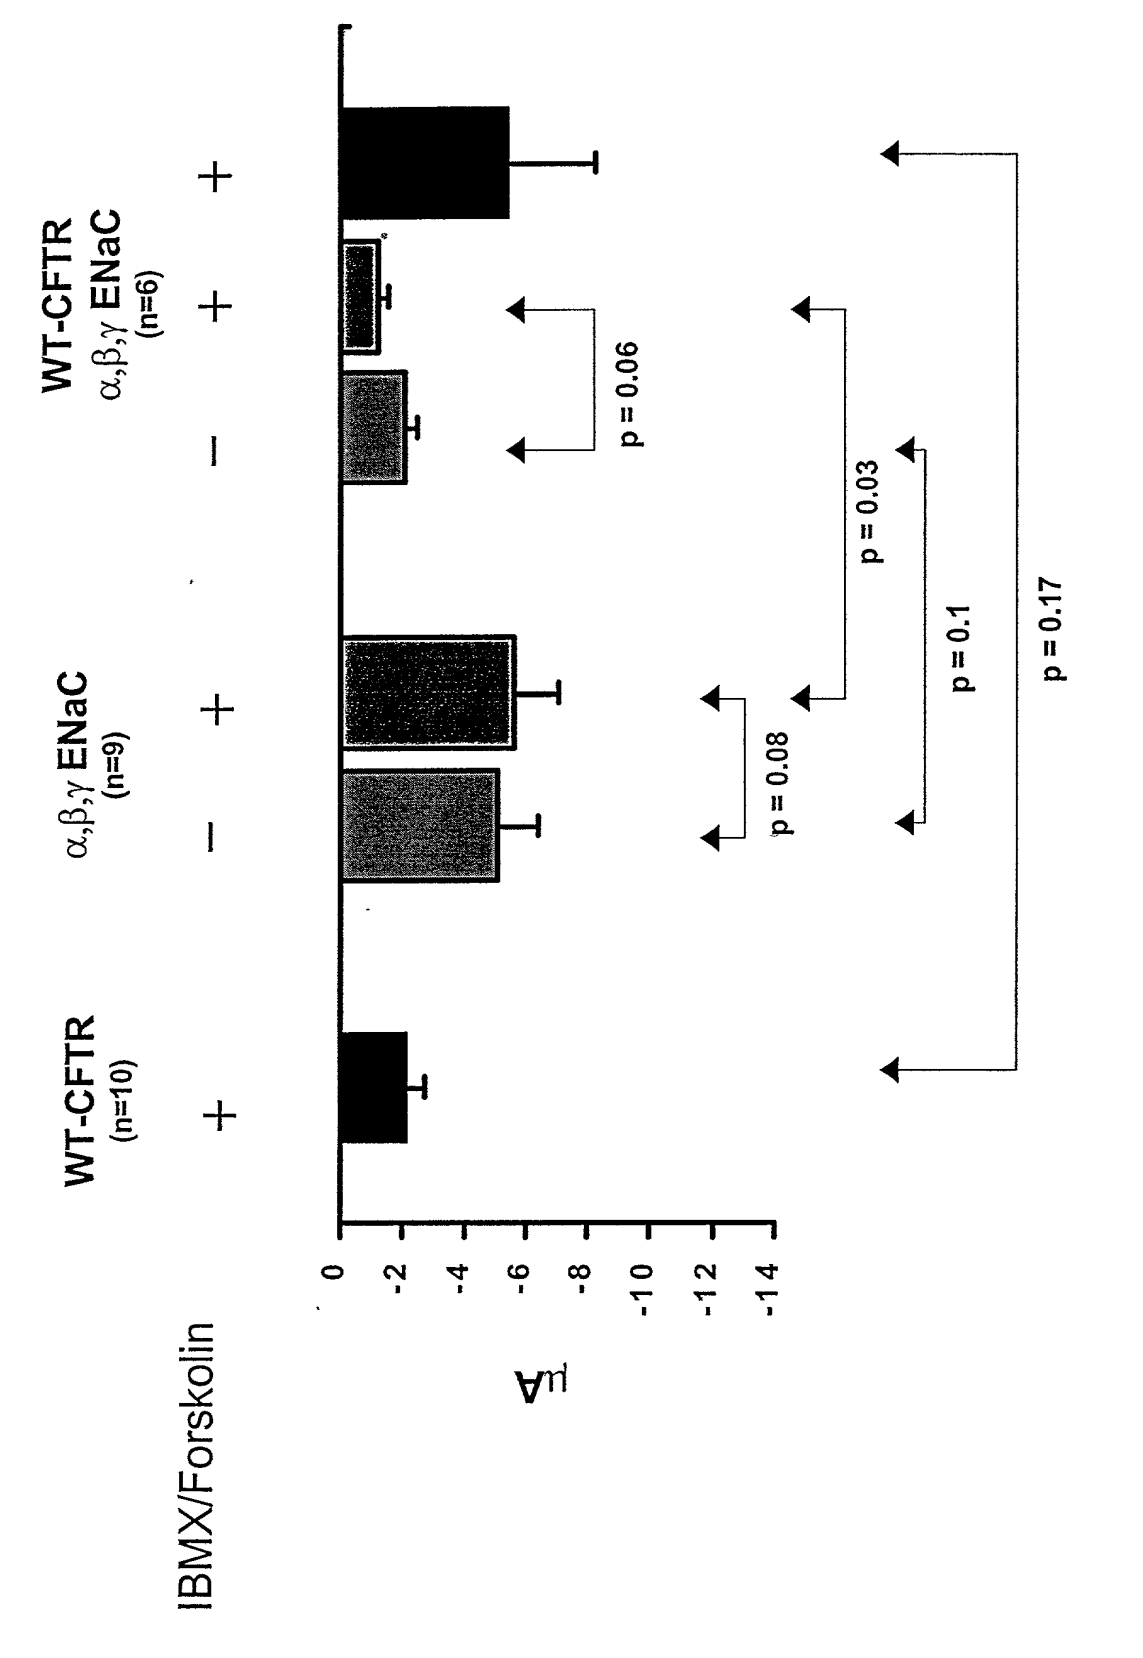 WT-CFTR
(n=10)
α,β,γ ENaC
(n=9)
WT-CFTR
α,β,γ ENaC
(n=6)
IBMX/Forskolin
+
−
+
−
+
+
0
-2
-4
-6
-8
-10
-12
-14
μA
p = 0.06
p = 0.08
p = 0.03
p = 0.1
p = 0.17